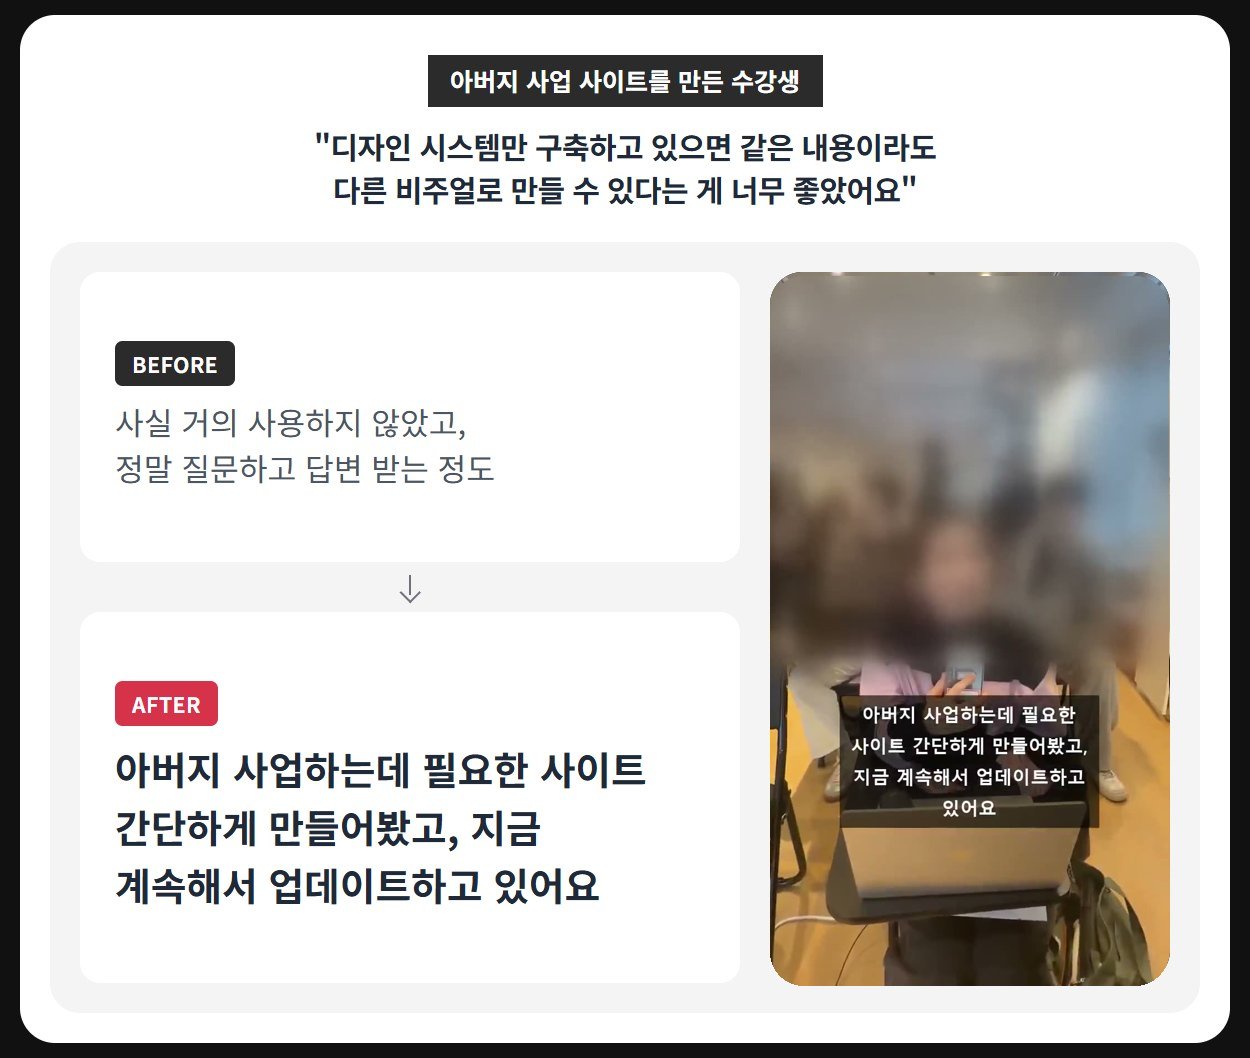 아버지 사업 사이트를 만든 수강생
"디자인 시스템만 구축하고 있으면 같은 내용이라도
다른 비주얼로 만들 수 있다는 게 너무 좋았어요"
BEFORE
사실 거의 사용하지 않았고,
정말 질문하고 답변 받는 정도
AFTER
아버지 사업하는데 필요한 사이트
간단하게 만들어봤고, 지금
계속해서 업데이트하고 있어요
아버지 사업하는데 필요한
사이트 간단하게 만들어봤고,
지금 계속해서 업데이트하고
있어요